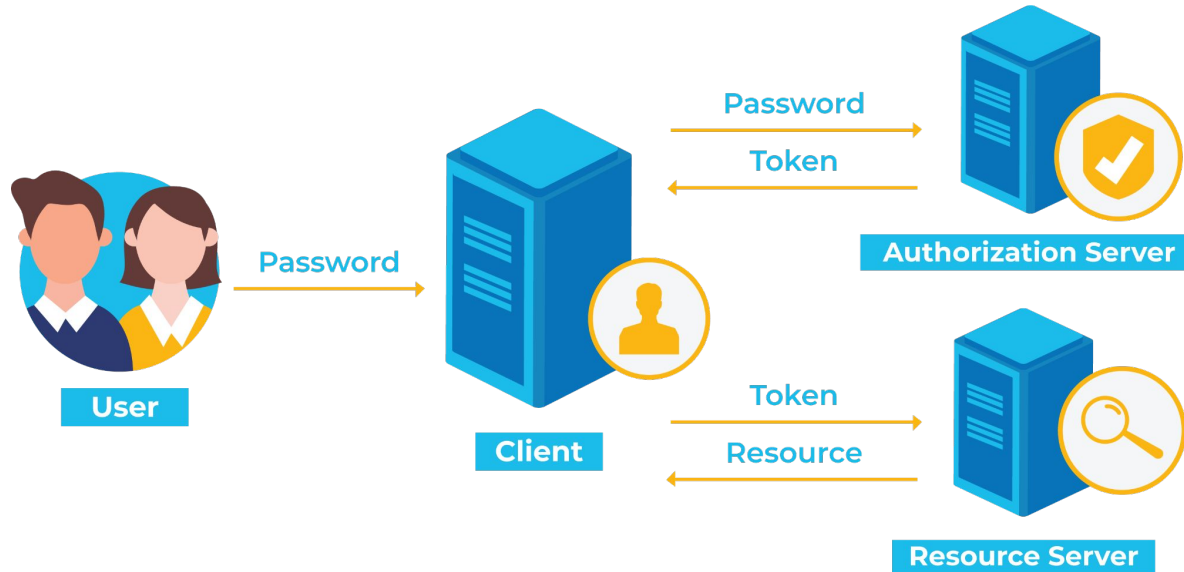 Password
User
Client
Password
Token
Authorization Server
Token
Resource
Resource Server